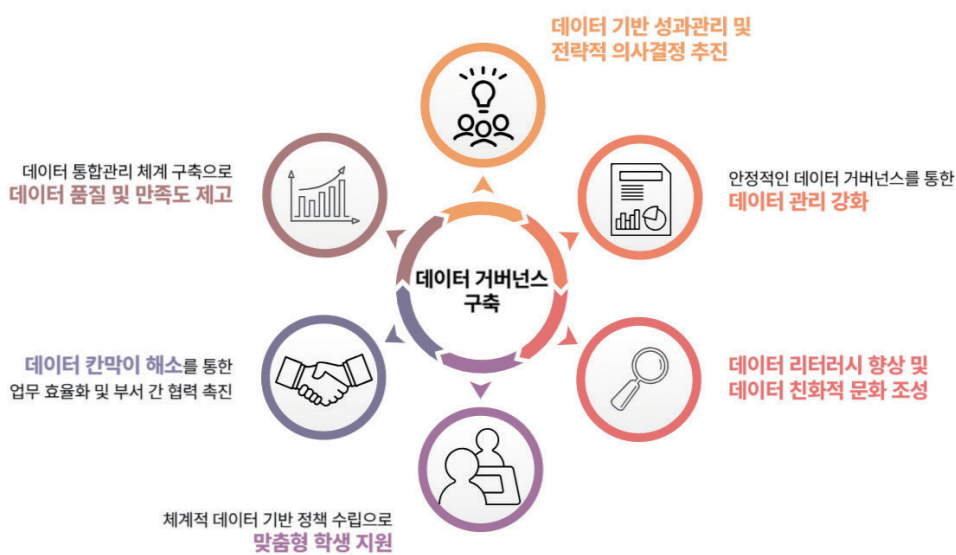 데이터 기반 성과관리 및
전략적 의사결정 추진
데이터 통합관리 체계 구축으로
데이터 품질 및 만족도 제고
안정적인 데이터 거버넌스를 통한
데이터 관리 강화
데이터 거버넌스
구축
데이터 칸막이 해소를 통한
업무 효율화 및 부서 간 협력 촉진
데이터 리터러시 향상 및
데이터 친화적 문화 조성
체계적 데이터 기반 정책 수립으로
맞춤형 학생 지원